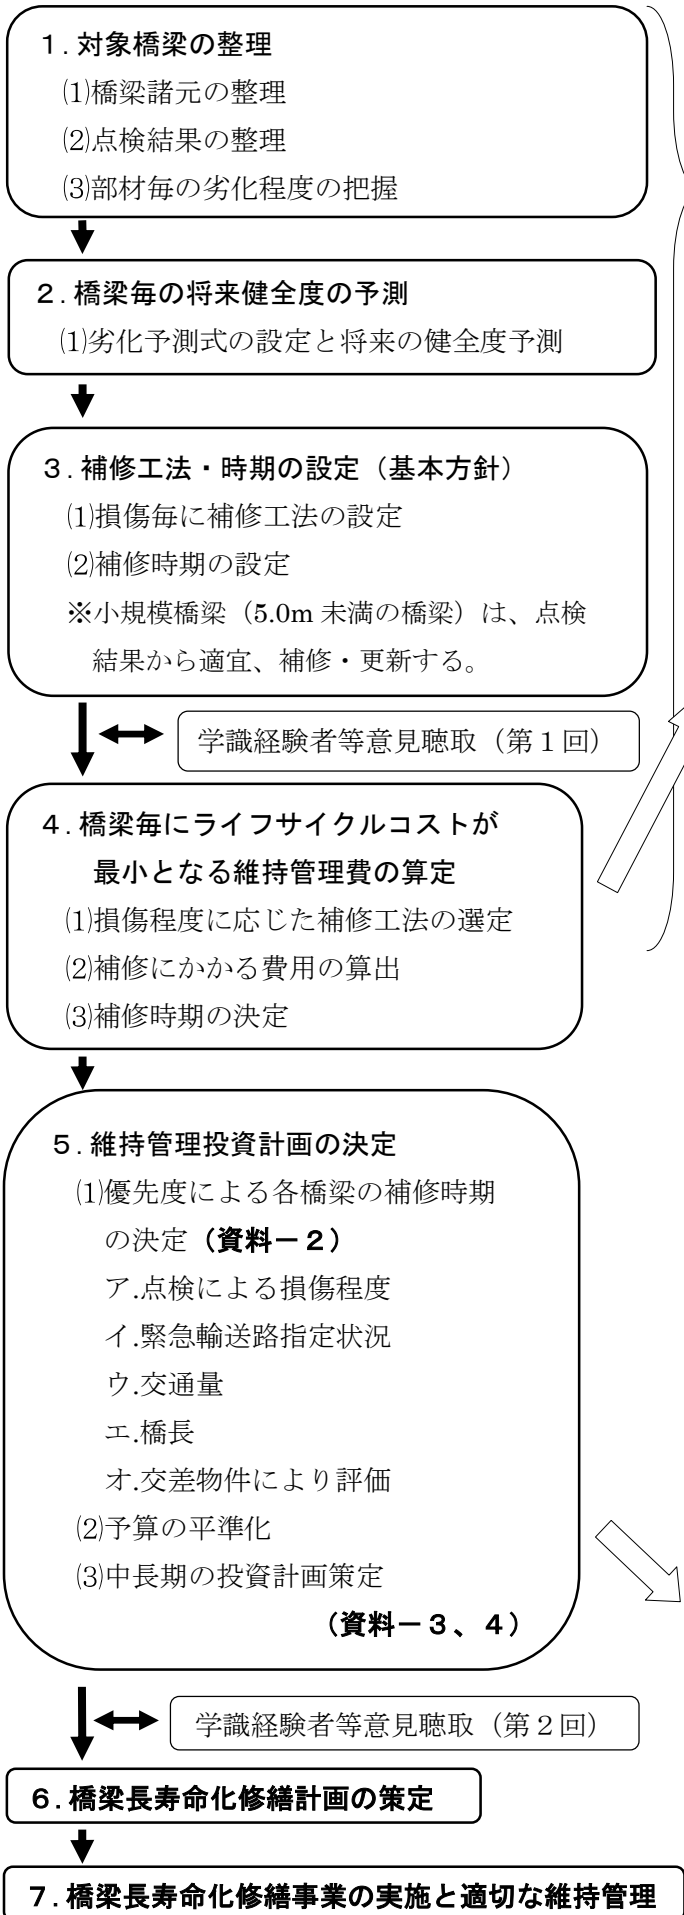 １. 対象橋梁の整理
⑴橋梁諸元の整理
⑵点検結果の整理
⑶部材毎の劣化程度の把握
２. 橋梁毎の将来健全度の予測
⑴劣化予測式の設定と将来の健全度予測
３. 補修工法・時期の設定（基本方針）
⑴損傷毎に補修工法の設定
⑵補修時期の設定
※小規模橋梁（5.0m 未満の橋梁）は、点検
結果から適宜、補修・更新する。
学識経験者等意見聴取（第１回）
４. 橋梁毎にライフサイクルコストが
最小となる維持管理費の算定
⑴損傷程度に応じた補修工法の選定
⑵補修にかかる費用の算出
⑶補修時期の決定
５. 維持管理投資計画の決定
⑴優先度による各橋梁の補修時期
の決定（資料－２）
ア.点検による損傷程度
イ.緊急輸送路指定状況
ウ.交通量
エ.橋長
オ.交差物件により評価
⑵予算の平準化
⑶中長期の投資計画策定
（資料－３、４）
学識経験者等意見聴取（第２回）
６. 橋梁長寿命化修繕計画の策定
７. 橋梁長寿命化修繕事業の実施と適切な維持管理